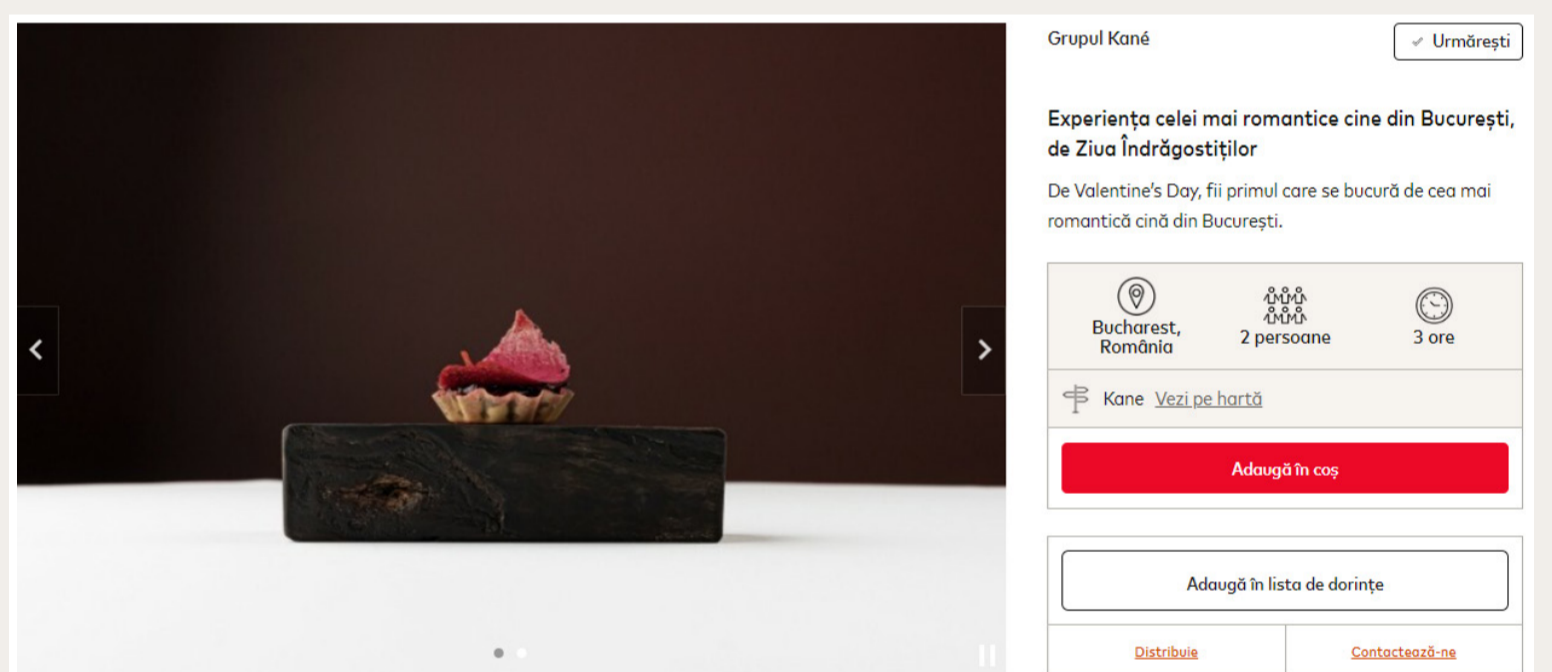 Grupul Kané
Urmărești
Experiența celei mai romantice cine din București,
de Ziua Îndrăgostiților
De Valentine's Day, fii primul care se bucură de cea mai
romantică cină din București.
Bucharest,
România
2 persoane
3 ore
Kane Vezi pe hartă
Adaugă în coș
Adaugă în lista de dorințe
Distribuie
Contactează-ne